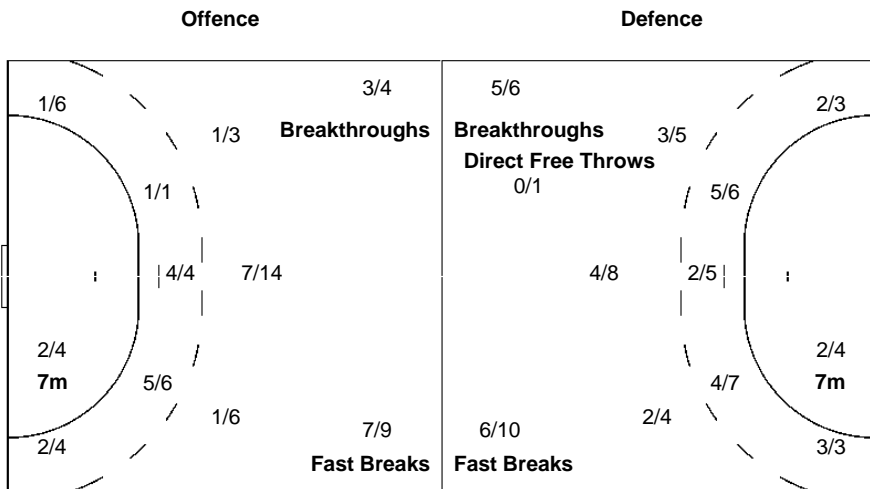 Offence Defence
3/4 5/6
1/6 2/3
1/3 Breakthroughs Breakthroughs 3/5
Direct Free Throws
1/1 0/1 5/6
4/4 7/14 4/8 2/5
2/4 2/4
7m 5/6 4/7 7m
1/6 2/4
2/4 7/9 6/10 3/3
Fast Breaks Fast Breaks